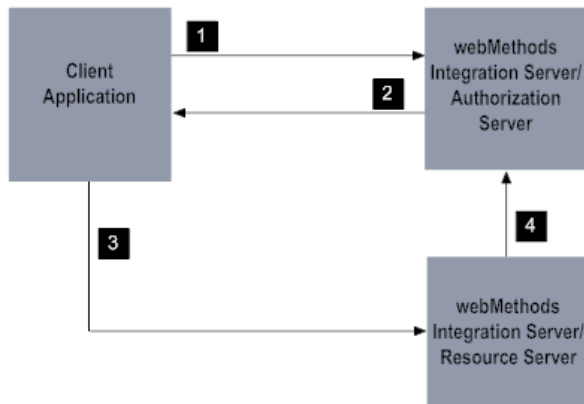 Client
Application
1
webMethods
Integration Server/
Authorization
Server
2
3
4
webMethods
Integration Server/
Resource Server